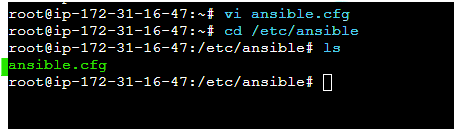 root@ip-172-31-16-47:~# vi ansible.cfg
root@ip-172-31-16-47:~# cd /etc/ansible
root@ip-172-31-16-47:/etc/ansible# ls
ansible.cfg
root@ip-172-31-16-47:/etc/ansible#